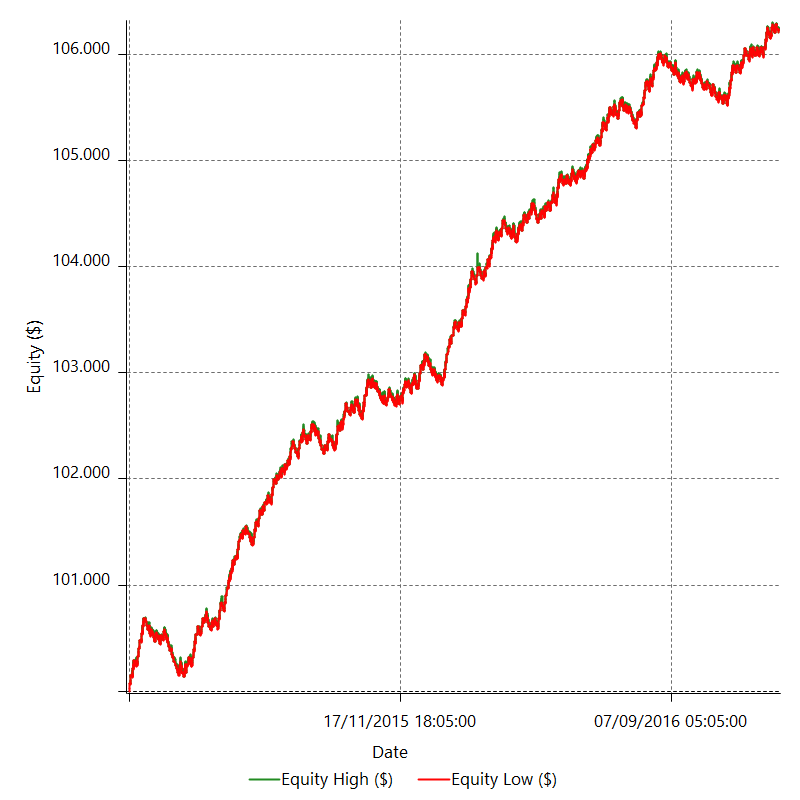 106.000
105.000
104.000
103.000
102.000
101.000
Equity ($)
17/11/2015 18:05:00 07/09/2016 05:05:00
Date
Equity High ($) Equity Low ($)